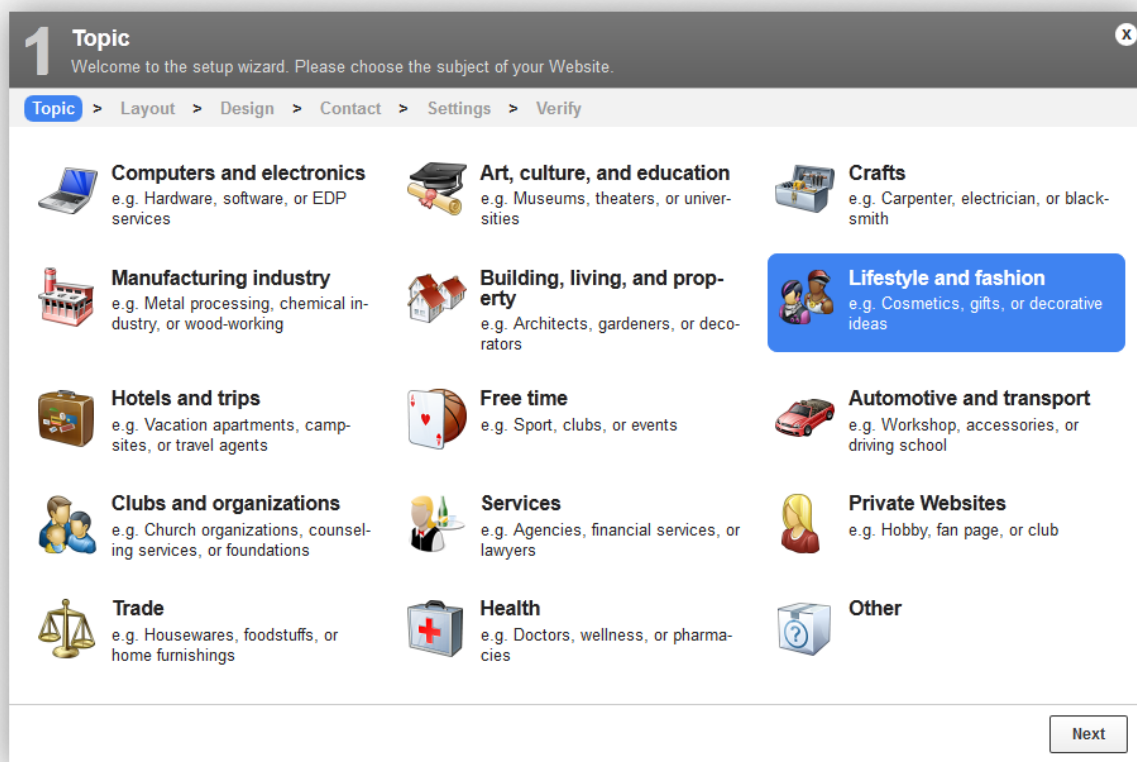 1
Topic
X
Welcome to the setup wizard. Please choose the subject of your Website.
Topic > Layout > Design > Contact > Settings > Verify
Computers and electronics
e.g. Hardware, software, or EDP
services
Art, culture, and education
e.g. Museums, theaters, or univer-
sities
Crafts
e.g. Carpenter, electrician, or black-
smith
Manufacturing industry
e.g. Metal processing, chemical in-
dustry, or wood-working
Building, living, and prop-
erty
e.g. Architects, gardeners, or deco-
rators
Lifestyle and fashion
e.g. Cosmetics, gifts, or decorative
ideas
Hotels and trips
e.g. Vacation apartments, camp-
sites, or travel agents
Free time
e.g. Sport, clubs, or events
Automotive and transport
e.g. Workshop, accessories, or
driving school
Clubs and organizations
e.g. Church organizations, counsel-
ing services, or foundations
Services
e.g. Agencies, financial services, or
lawyers
Private Websites
e.g. Hobby, fan page, or club
Trade
e.g. Housewares, foodstuffs, or
home furnishings
Health
e.g. Doctors, wellness, or pharma-
cies
Other
Next